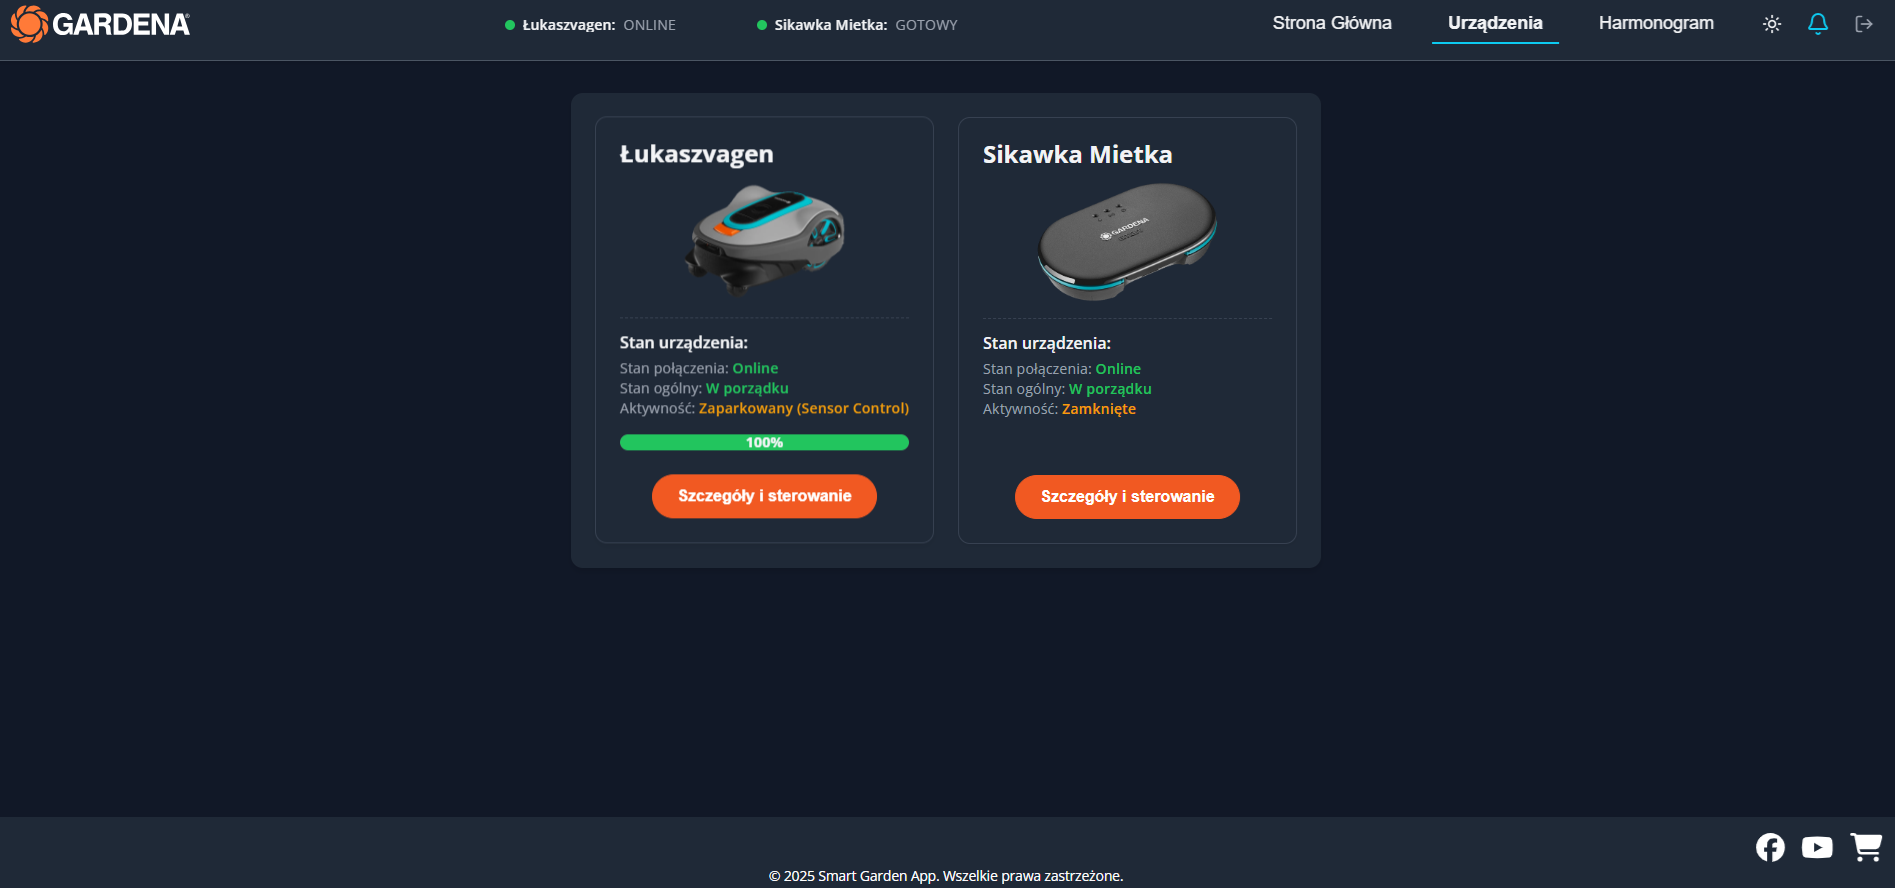 GARDENA
Łukaszvagen: ONLINE
Sikawka Mietka: GOTOWY
Strona Główna
Urządzenia
Harmonogram
Łukaszvagen
Stan urządzenia:
Stan połączenia: Online
Stan ogólny: W porządku
Aktywność: Zaparkowany (Sensor Control)
100%
Szczegóły i sterowanie
Sikawka Mietka
GARDENA
Stan urządzenia:
Stan połączenia: Online
Stan ogólny: W porządku
Aktywność: Zamknięte
Szczegóły i sterowanie
© 2025 Smart Garden App. Wszelkie prawa zastrzeżone.